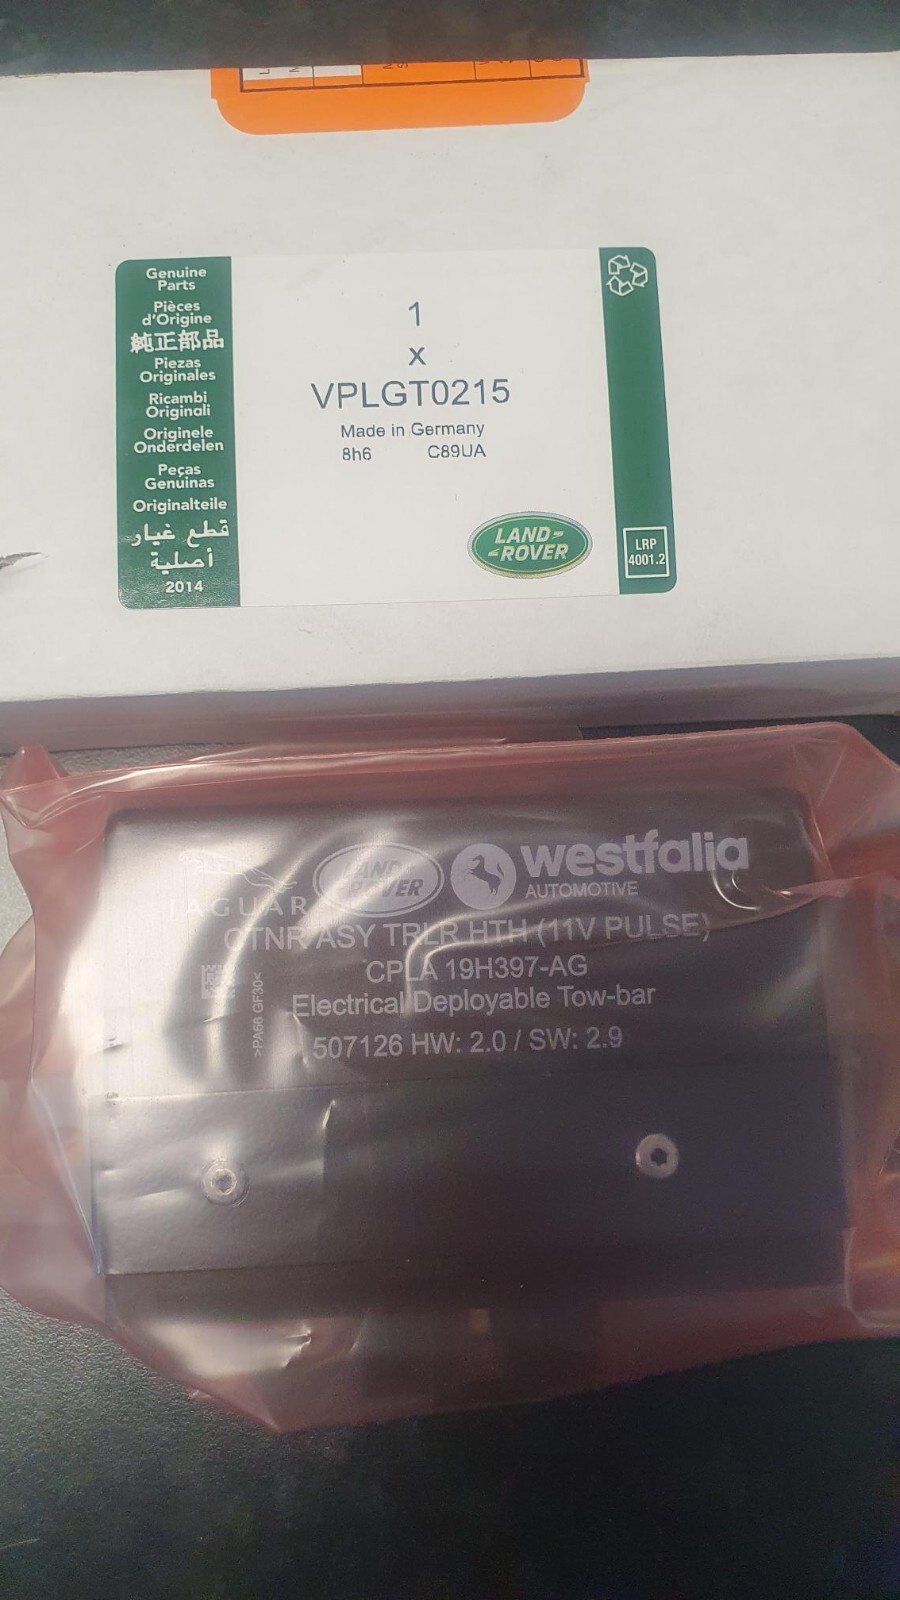 Genuine
Parts
Pièces
d'Origine
純正部品
Piezas
Originales
Ricambi
Originali
Originele
Onderdelen
Peças
Genuinas
Originalteile
قطع غيار
أصلية
2014
1
x
VPLGT0215
Made in Germany
8h6 C89UA
LAND
ROVER
LRP
4001.2
JAGUAR
LAND
ROVER
westfalia
AUTOMOTIVE
CTNR ASY TRLR HTH (11V PULSE)
CPLA 19H397-AG
>PA66 GF30<
Electrical Deployable Tow-bar
507126 HW: 2.0 / SW: 2.9